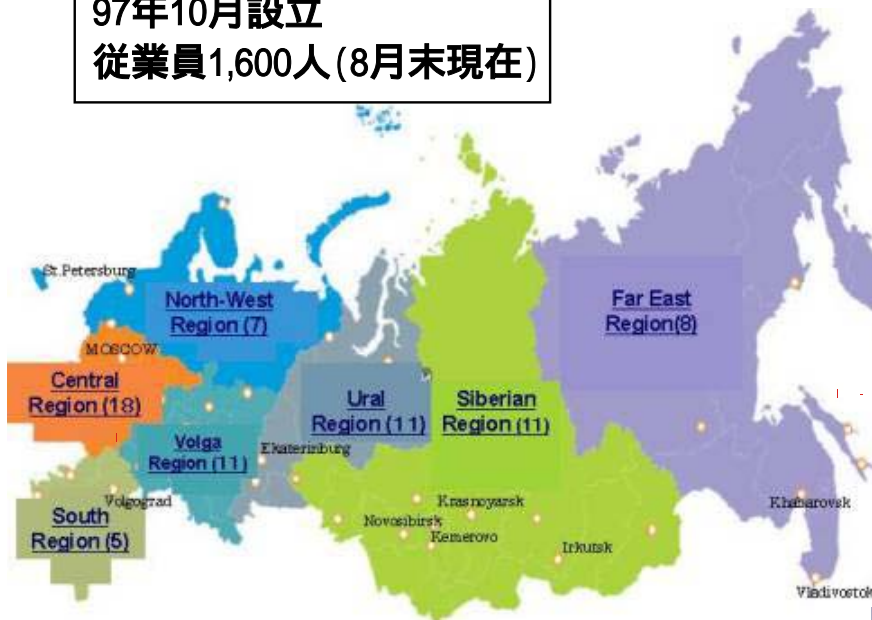 97年10月設立
従業員1,600人(8月末現在)
St.Petersburg
North-West
Region (7)
Far East
Region(8)
MOSCOW
Central
Region (18)
Ural
Region (11)
Siberian
Region (11)
Volga
Region (11)
Ekaterinburg
Volgograd
South
Region (5)
Krasnoyarsk
Novosibirsk
Kemerovo
Irkutsk
Khabarovsk
Vladivostok